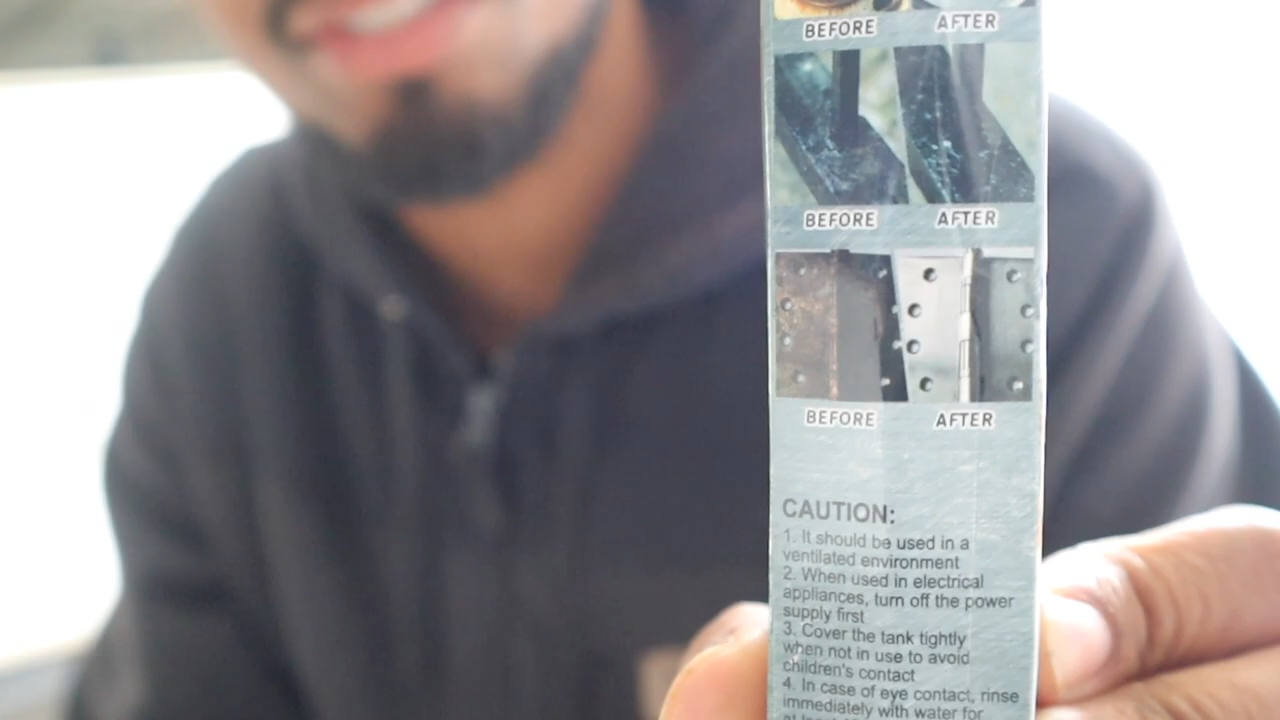 BEFORE AFTER
BEFORE AFTER
BEFORE AFTER
CAUTION:
1. It should be used in a
ventilated environment
2. When used in electrical
appliances, turn off the power
supply first
3. Cover the tank tightly
when not in use to avoid
children's contact
4. In case of eye contact, rinse
immediately with water for